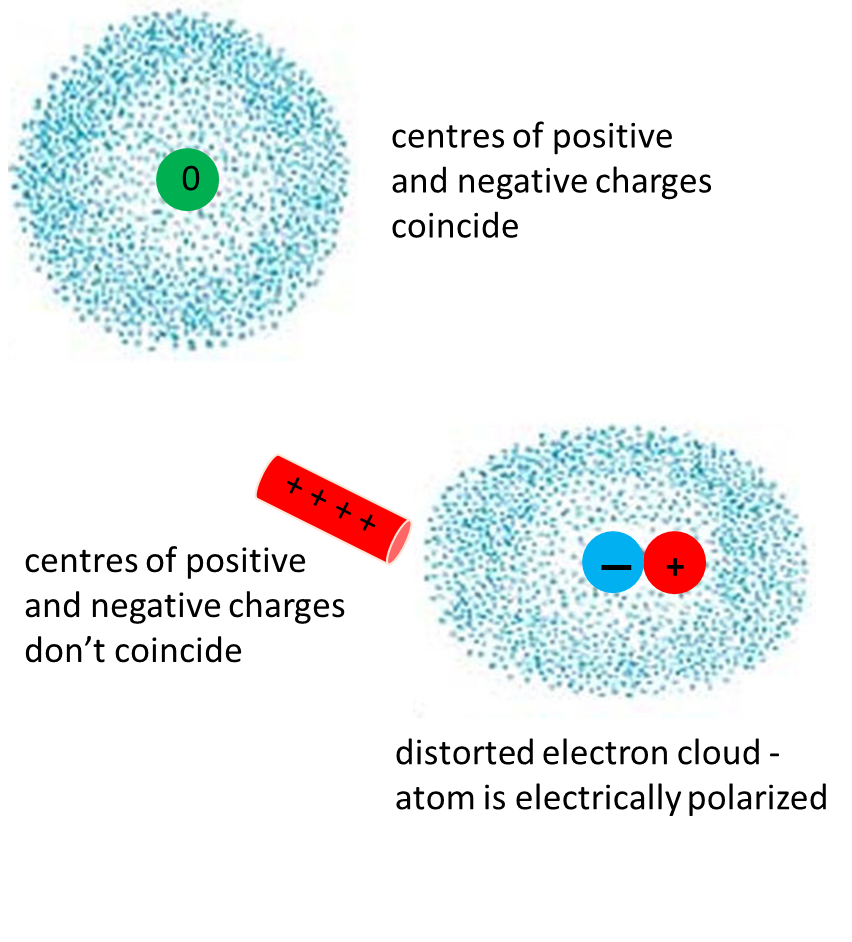 0
centres of positive
and negative charges
coincide
+ + + +
− +
centres of positive
and negative charges
don’t coincide
distorted electron cloud -
atom is electrically polarized